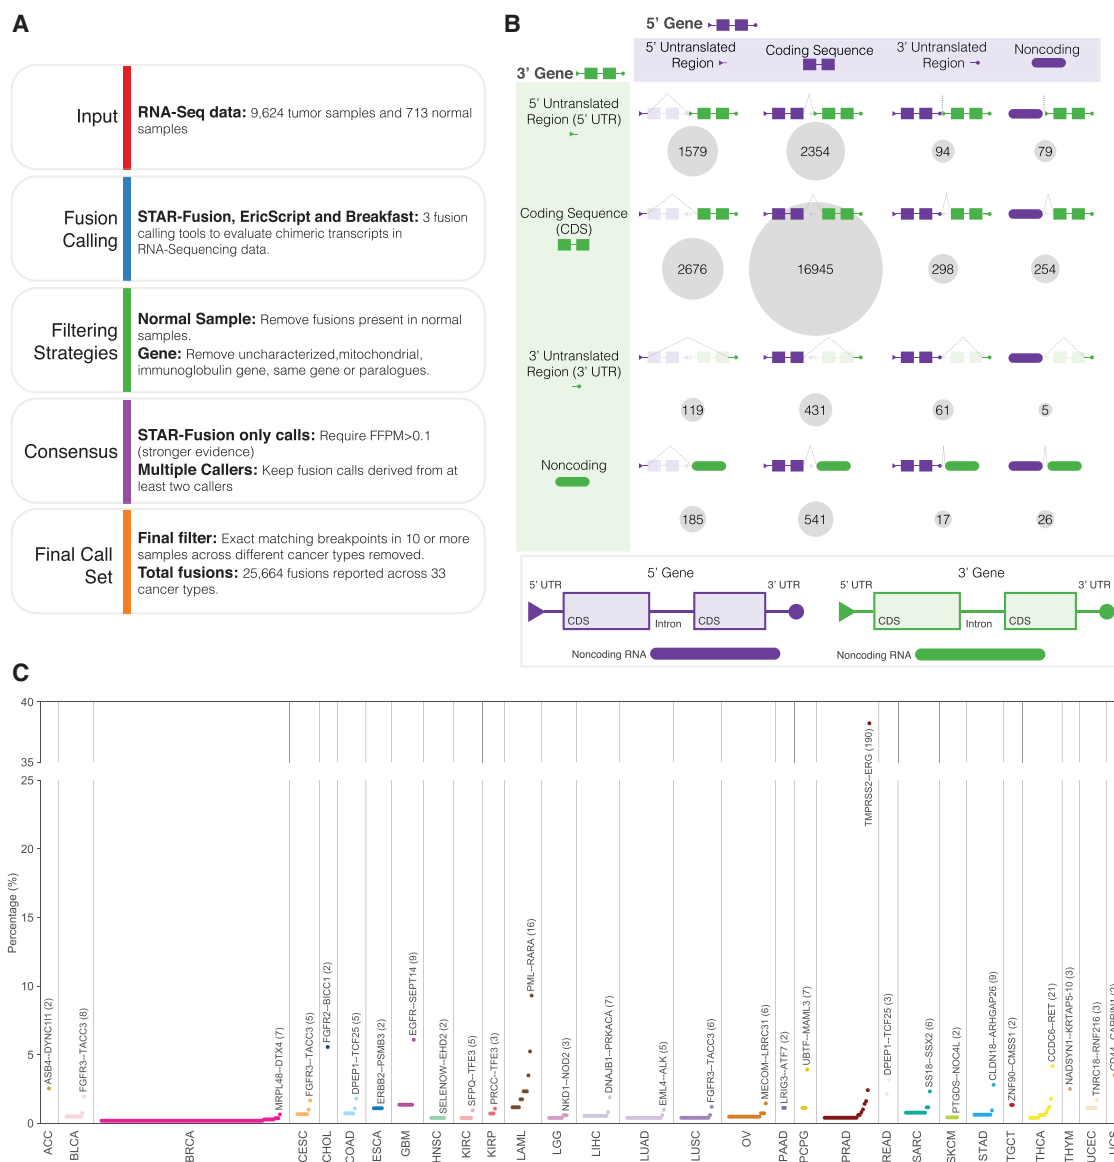 A
Input
RNA-Seq data: 9,624 tumor samples and 713 normal
samples
Fusion
Calling
STAR-Fusion, EricScript and Breakfast: 3 fusion
calling tools to evaluate chimeric transcripts in
RNA-Sequencing data.
Filtering
Strategies
Normal Sample: Remove fusions present in normal
samples.
Gene: Remove uncharacterized,mitochondrial,
immunoglobulin gene, same gene or paralogues.
Consensus
STAR-Fusion only calls: Require FFPM>0.1
(stronger evidence)
Multiple Callers: Keep fusion calls derived from at
least two callers
Final Call
Set
Final filter: Exact matching breakpoints in 10 or more
samples across different cancer types removed.
Total fusions: 25,664 fusions reported across 33
cancer types.
B
5' Gene
5' Untranslated
Region
Coding Sequence
3' Untranslated
Region
Noncoding
3' Gene
5' Untranslated
Region (5' UTR)
1579
2354
94
79
Coding Sequence
(CDS)
2676
16945
298
254
3' Untranslated
Region (3' UTR)
119
431
61
5
Noncoding
185
541
17
26
5' Gene
5' UTR
3' UTR
CDS
Intron
CDS
Noncoding RNA
3' Gene
5' UTR
3' UTR
CDS
Intron
CDS
Noncoding RNA
C
Percentage (%)
40
35
25
20
15
10
5
0
ASB4--DYNC1I1 (2)
FGFR3--TACC3 (8)
MRPL48--DTX4 (7)
FGFR3--TACC3 (5)
FGFR2--BICC1 (2)
DPEP1--TCF25 (5)
ERBB2--PSMB3 (2)
EGFR--SEPT14 (9)
SELENOW--EHD2 (2)
SFPQ--TFE3 (5)
PRCC--TFE3 (3)
PML--RARA (16)
NKD1--NOD2 (3)
DNAJB1--PRKACA (7)
EML4--ALK (5)
FGFR3--TACC3 (6)
MECOM--LRRC31 (6)
LRIG3--ATF7 (2)
UBTF--MAML3 (7)
TMPRSS2--ERG (190)
DPEP1--TCF25 (3)
SS18--SSX2 (6)
PTGDS--NOC4L (2)
CLDN18--ARHGAP26 (9)
ZNF90--CMSS1 (2)
CCDC6--RET (21)
NADSYN1--KRTAP5-10 (3)
TNRC18--RNF216 (3)
ACC
BLCA
BRCA
CESC
CHOL
COAD
ESCA
GBM
HNSC
KIRC
KIRP
LAML
LGG
LIHC
LUAD
LUSC
OV
PAAD
PCPG
PRAD
READ
SARC
SKCM
STAD
TGCT
THCA
THYM
UCEC
UCS